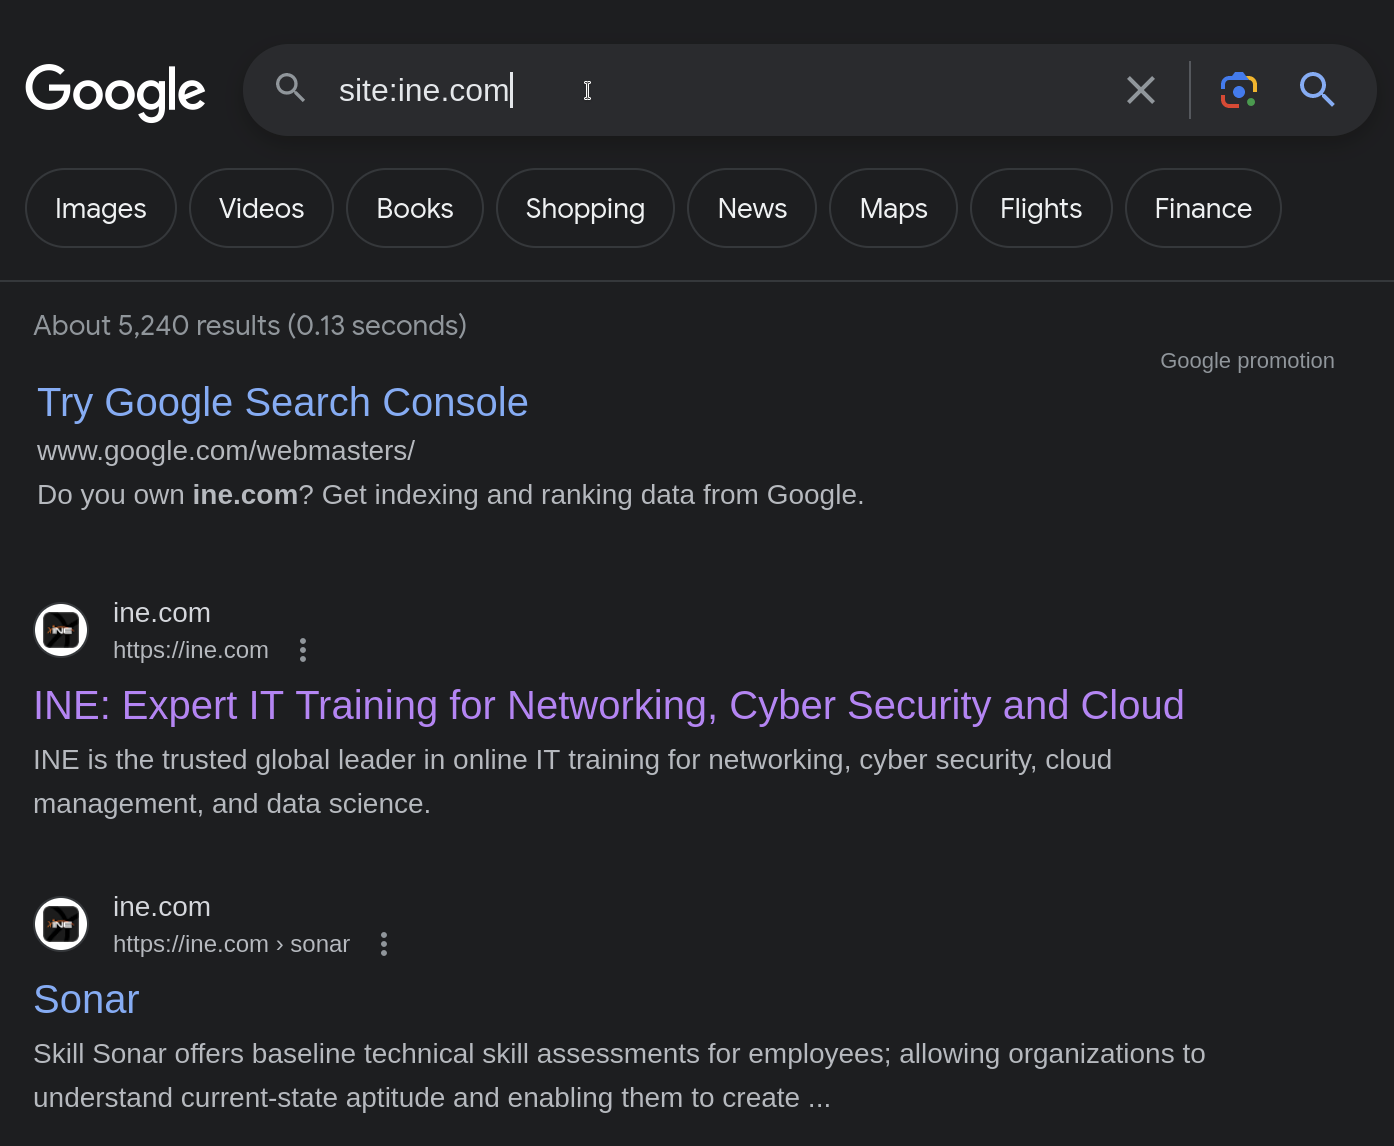 Google
site:ine.com
Images
Videos
Books
Shopping
News
Maps
Flights
Finance
About 5,240 results (0.13 seconds)
Google promotion
Try Google Search Console
www.google.com/webmasters/
Do you own ine.com? Get indexing and ranking data from Google.
INE
ine.com
https://ine.com
INE: Expert IT Training for Networking, Cyber Security and Cloud
INE is the trusted global leader in online IT training for networking, cyber security, cloud
management, and data science.
INE
ine.com
https://ine.com › sonar
Sonar
Skill Sonar offers baseline technical skill assessments for employees; allowing organizations to
understand current-state aptitude and enabling them to create ...